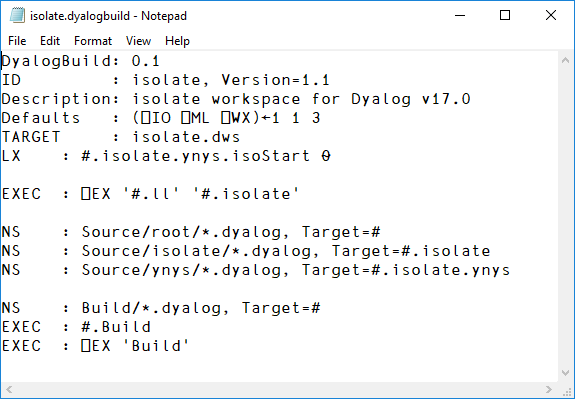 isolate.dyalogbuild - Notepad
File Edit Format View Help
DyalogBuild: 0.1
ID         : isolate, Version=1.1
Description: isolate workspace for Dyalog v17.0
Defaults   : (⎕IO ⎕ML ⎕WX)←1 1 3
TARGET     : isolate.dws
LX    : #.isolate.ynys.isoStart ⍬
EXEC  : ⎕EX '#.ll' '#.isolate'
NS    : Source/root/*.dyalog, Target=#
NS    : Source/isolate/*.dyalog, Target=#.isolate
NS    : Source/ynys/*.dyalog, Target=#.isolate.ynys
NS    : Build/*.dyalog, Target=#
EXEC  : #.Build
EXEC  : ⎕EX 'Build'